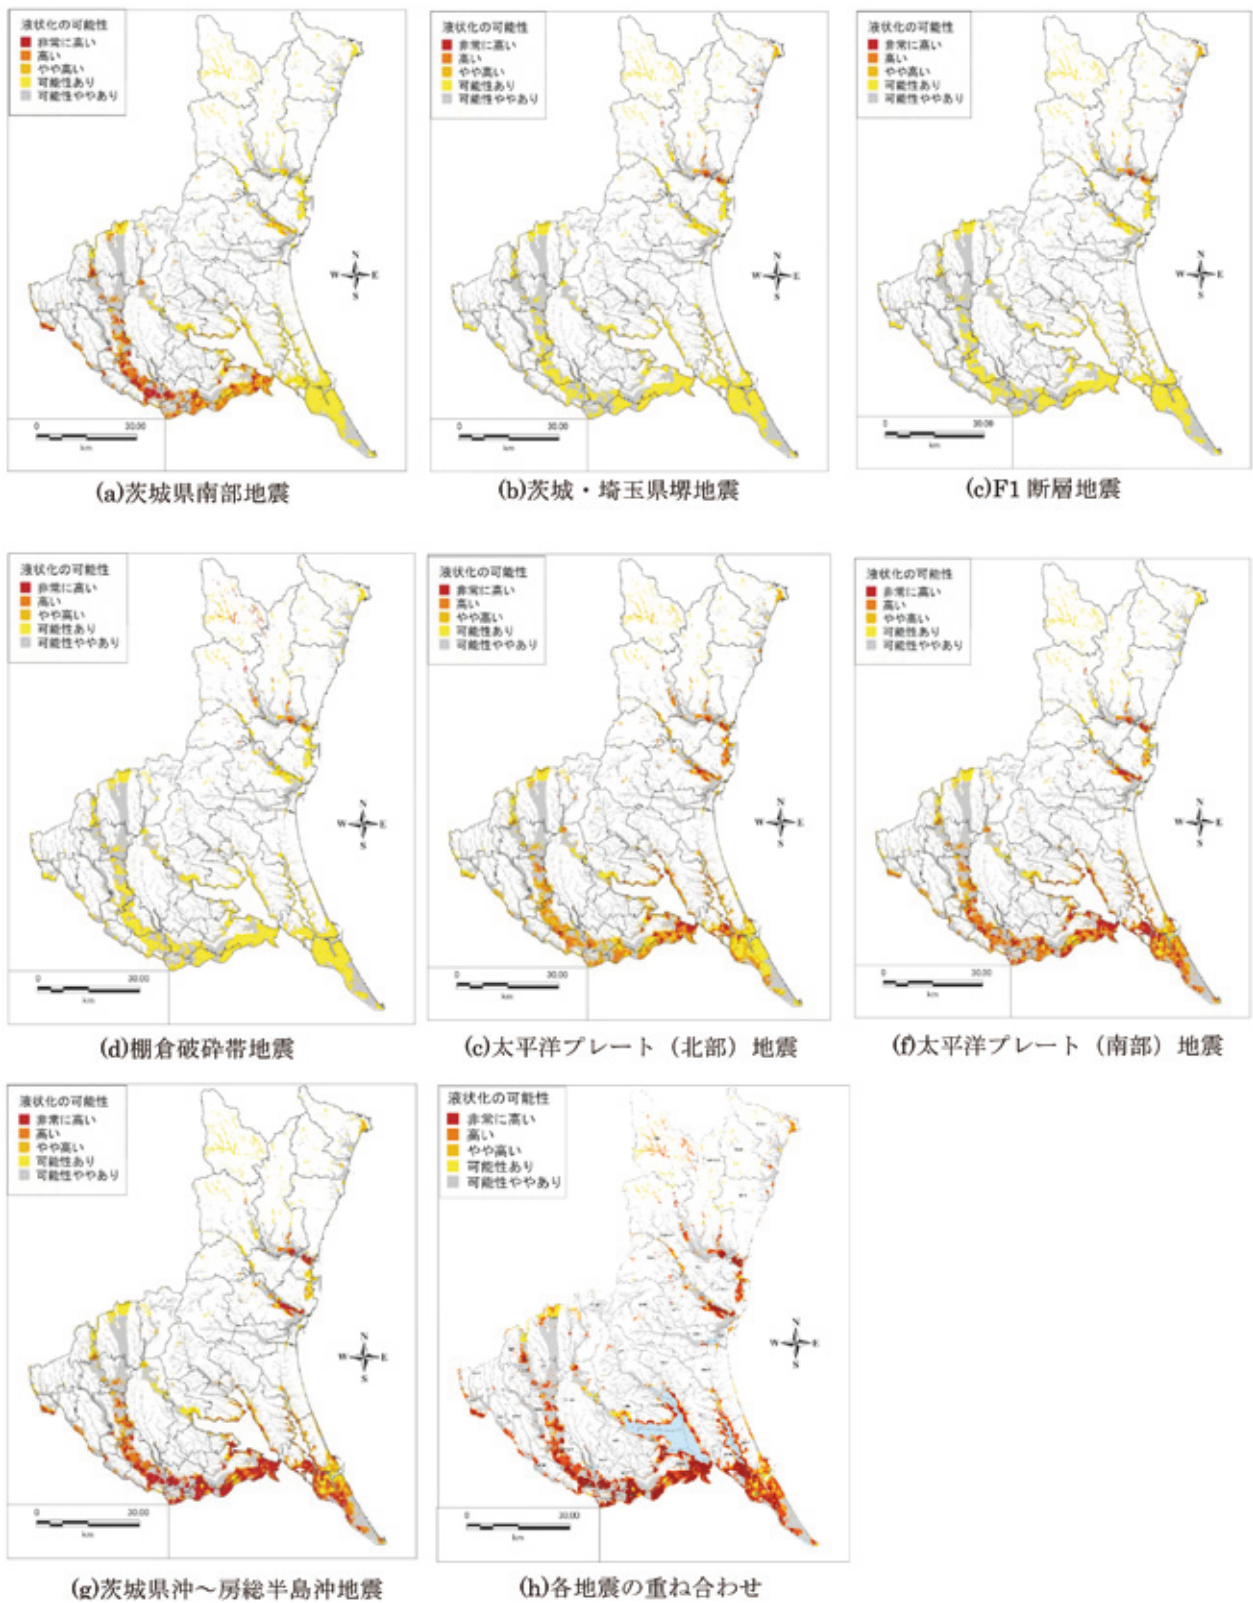 液状化の可能性
非常に高い
高い
やや高い
可能性あり
可能性ややあり
N
W E
S
0 30.00
km
(a)茨城県南部地震
液状化の可能性
非常に高い
高い
やや高い
可能性あり
可能性ややあり
N
W E
S
0 30.00
km
(b)茨城・埼玉県堺地震
液状化の可能性
非常に高い
高い
やや高い
可能性あり
可能性ややあり
N
W E
S
0 30.00
km
(c)F1 断層地震
液状化の可能性
非常に高い
高い
やや高い
可能性あり
可能性ややあり
N
W E
S
0 30.00
km
(d)棚倉破砕帯地震
液状化の可能性
非常に高い
高い
やや高い
可能性あり
可能性ややあり
N
W E
S
0 30.00
km
(c)太平洋プレート（北部）地震
液状化の可能性
非常に高い
高い
やや高い
可能性あり
可能性ややあり
N
W E
S
0 30.00
km
(f)太平洋プレート（南部）地震
液状化の可能性
非常に高い
高い
やや高い
可能性あり
可能性ややあり
N
W E
S
0 30.00
km
(g)茨城県沖～房総半島沖地震
液状化の可能性
非常に高い
高い
やや高い
可能性あり
可能性ややあり
N
W E
S
0 30.00
km
(h)各地震の重ね合わせ